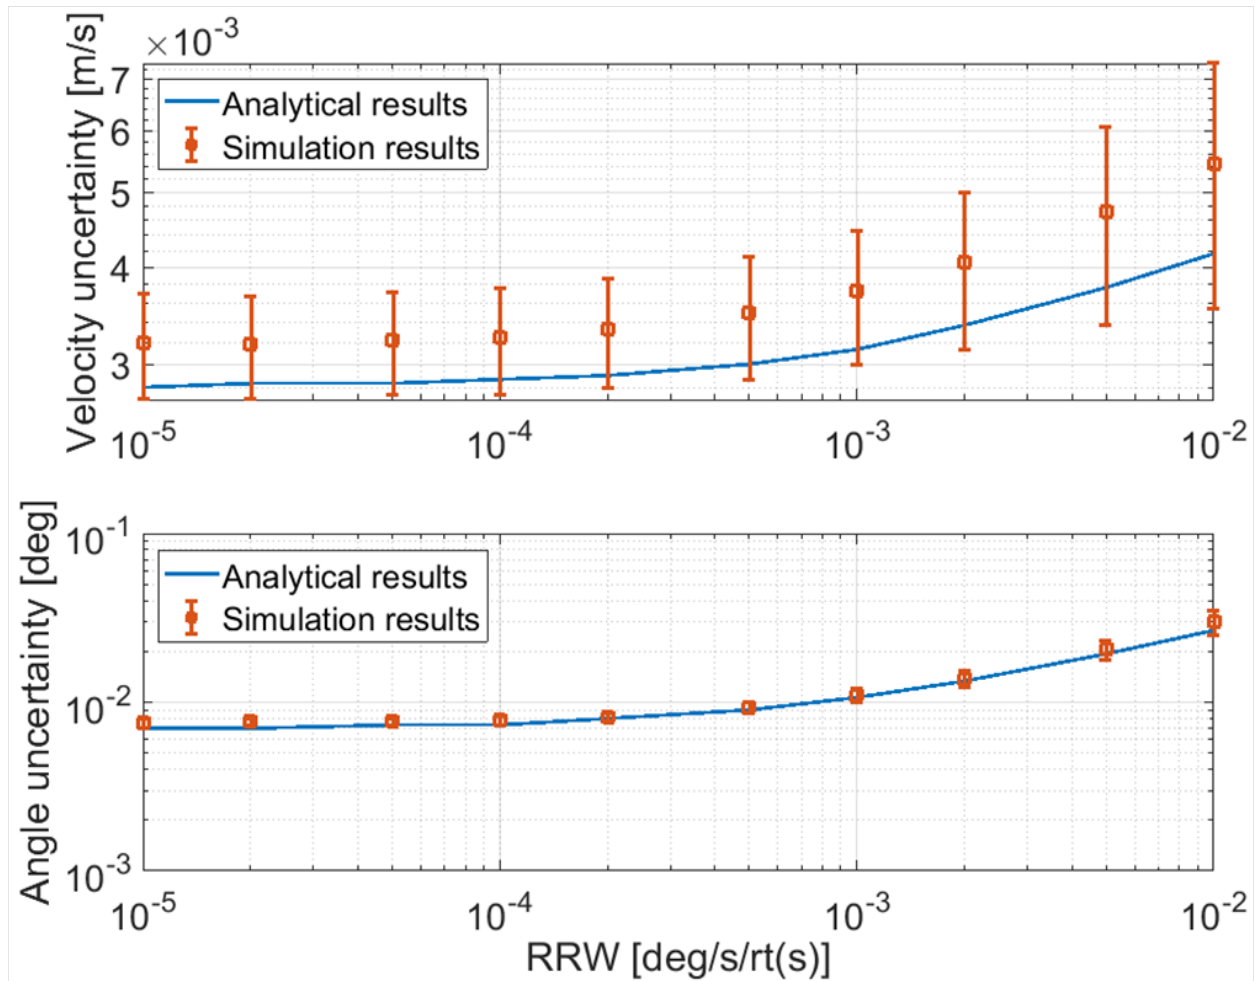 ×10⁻³
Velocity uncertainty [m/s]
7
6
5
4
3
Analytical results
Simulation results
10⁻⁵ 10⁻⁴ 10⁻³ 10⁻²
Angle uncertainty [deg]
10⁻¹
10⁻²
10⁻³
Analytical results
Simulation results
10⁻⁵ 10⁻⁴ 10⁻³ 10⁻²
RRW [deg/s/rt(s)]